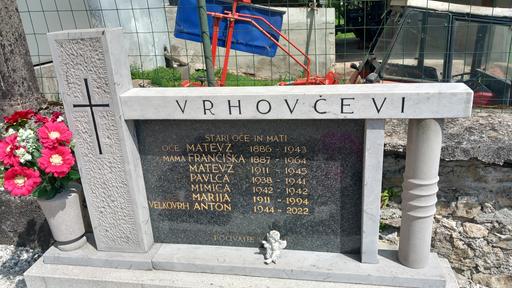 VRHOVČEVI
STARI OČE IN MATI
OČE MATEVŽ 1886 - 1943
MAMA FRANČIŠKA 1887 - 1964
MATEVŽ 1911 - 1945
PAVLCA 1938 - 1941
MIMICA 1942 - 1942
MARIJA 1911 - 1994
VELKOVRH ANTON 1944 - 2022
POČIVAJTE